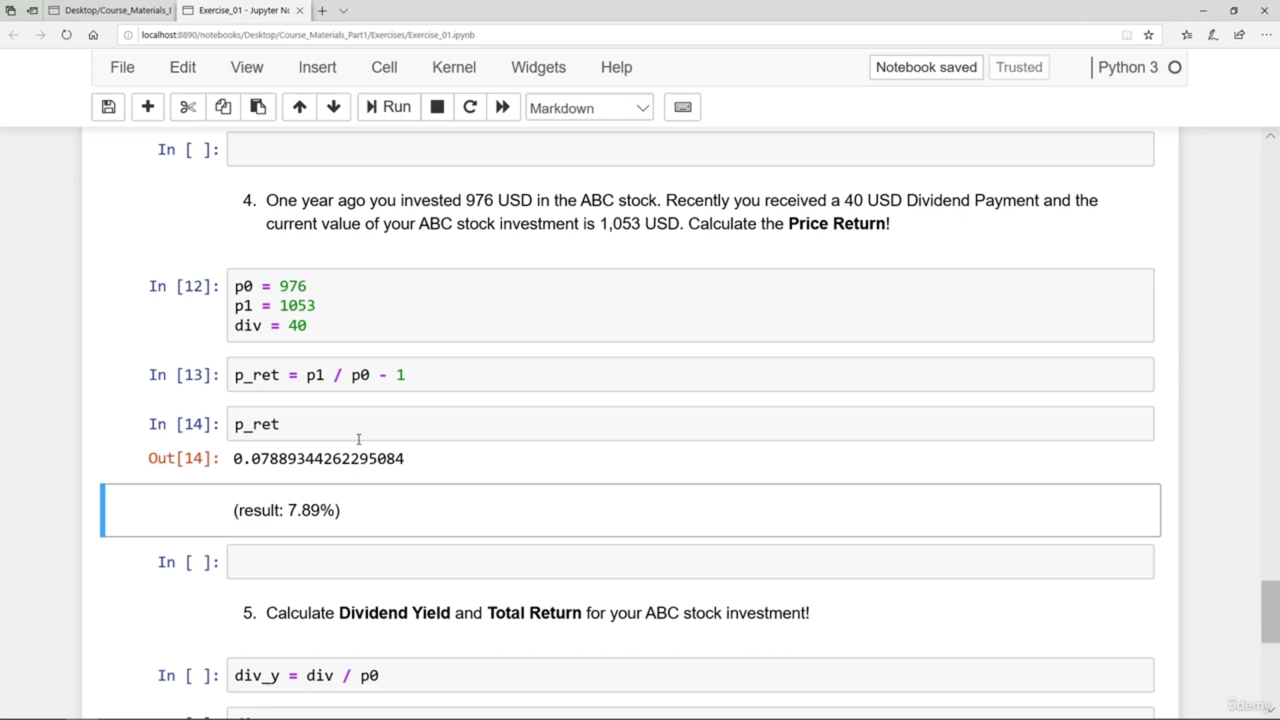 Desktop/Course_Materials_I
Exercise_01 - Jupyter No
localhost:8890/notebooks/Desktop/Course_Materials_Part1/Exercises/Exercise_01.ipynb
File Edit View Insert Cell Kernel Widgets Help Notebook saved Trusted Python 3
Run Markdown
In [ ]:
4. One year ago you invested 976 USD in the ABC stock. Recently you received a 40 USD Dividend Payment and the
current value of your ABC stock investment is 1,053 USD. Calculate the Price Return!
In [12]: p0 = 976
p1 = 1053
div = 40
In [13]: p_ret = p1 / p0 - 1
In [14]: p_ret
Out[14]: 0.07889344262295084
(result: 7.89%)
In [ ]:
5. Calculate Dividend Yield and Total Return for your ABC stock investment!
In [ ]: div_y = div / p0
Udemy